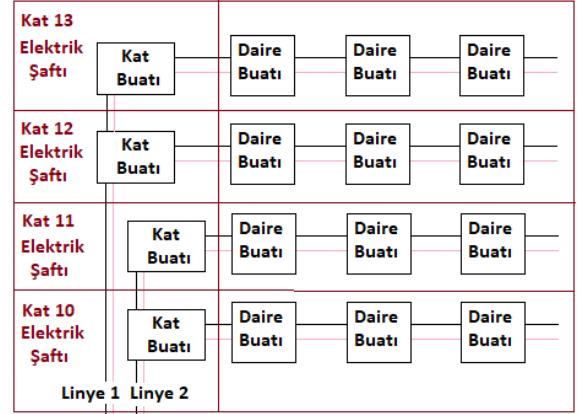 Kat 13
Elektrik
Şaftı
Kat
Buatı
Daire
Buatı
Daire
Buatı
Daire
Buatı
Kat 12
Elektrik
Şaftı
Kat
Buatı
Daire
Buatı
Daire
Buatı
Daire
Buatı
Kat 11
Elektrik
Şaftı
Kat
Buatı
Daire
Buatı
Daire
Buatı
Daire
Buatı
Kat 10
Elektrik
Şaftı
Kat
Buatı
Daire
Buatı
Daire
Buatı
Daire
Buatı
Linye 1 Linye 2